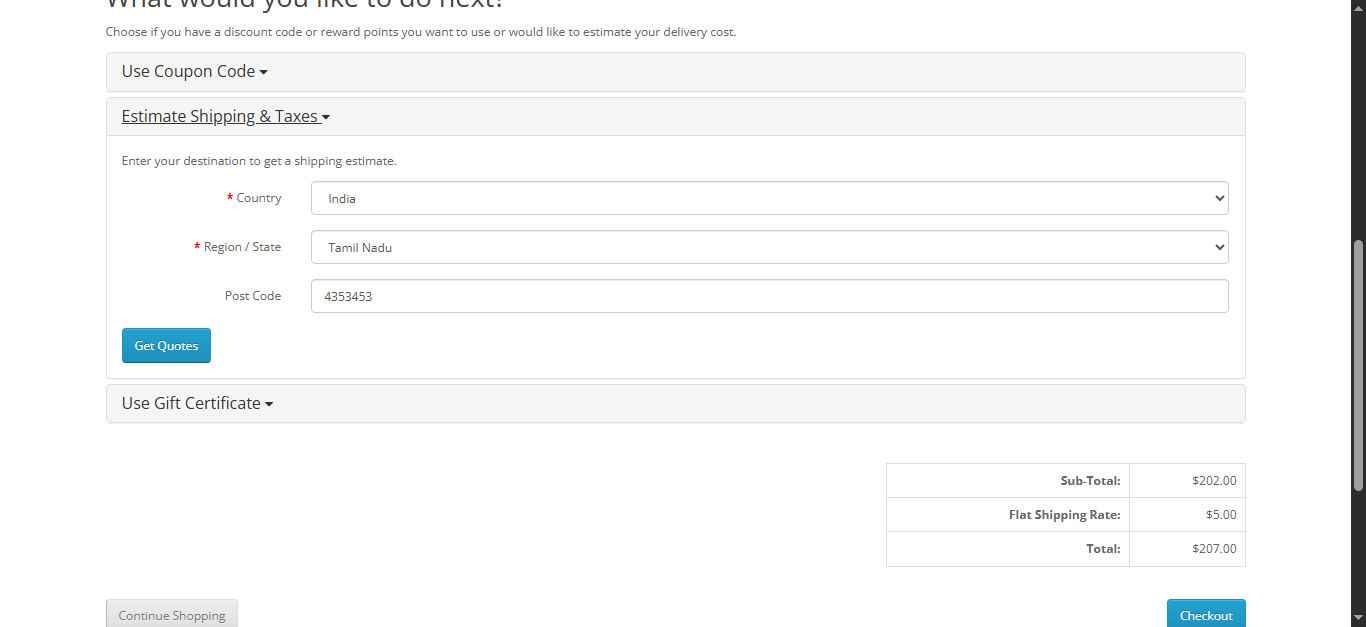 What would you like to do next?
Choose if you have a discount code or reward points you want to use or would like to estimate your delivery cost.
Use Coupon Code
Estimate Shipping & Taxes
Enter your destination to get a shipping estimate.
* Country India
* Region / State Tamil Nadu
Post Code 4353453
Get Quotes
Use Gift Certificate
Sub-Total: $202.00
Flat Shipping Rate: $5.00
Total: $207.00
Continue Shopping Checkout